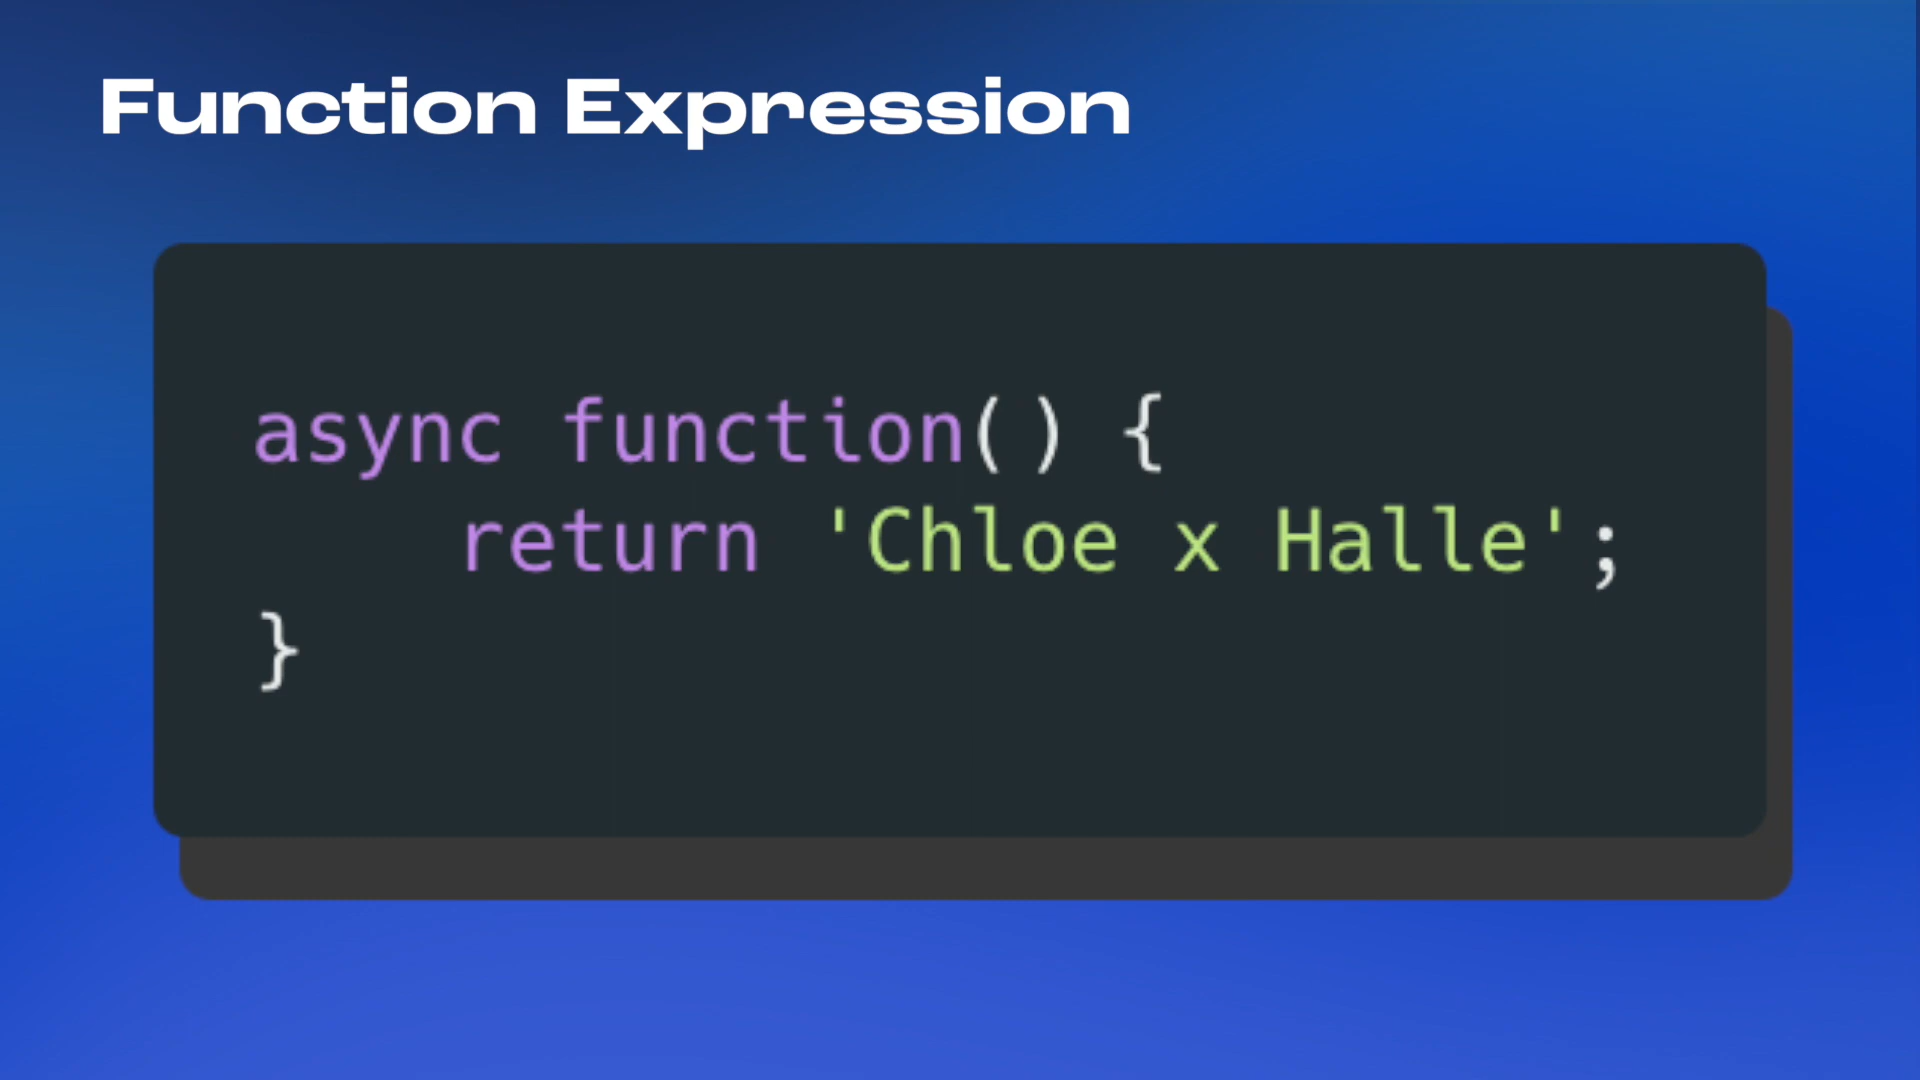 Function Expression
async function() {
    return 'Chloe x Halle';
}